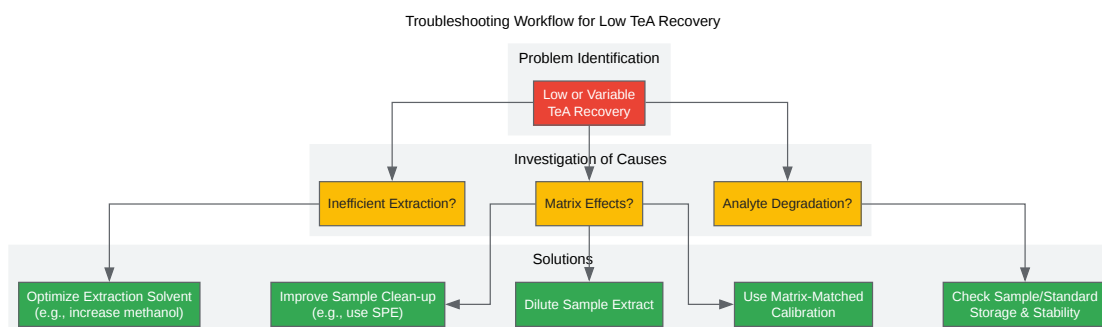 Troubleshooting Workflow for Low TeA Recovery
Problem Identification
Low or Variable
TeA Recovery
Investigation of Causes
Inefficient Extraction?
Matrix Effects?
Analyte Degradation?
Solutions
Optimize Extraction Solvent
(e.g., increase methanol)
Improve Sample Clean-up
(e.g., use SPE)
Dilute Sample Extract
Use Matrix-Matched
Calibration
Check Sample/Standard
Storage & Stability